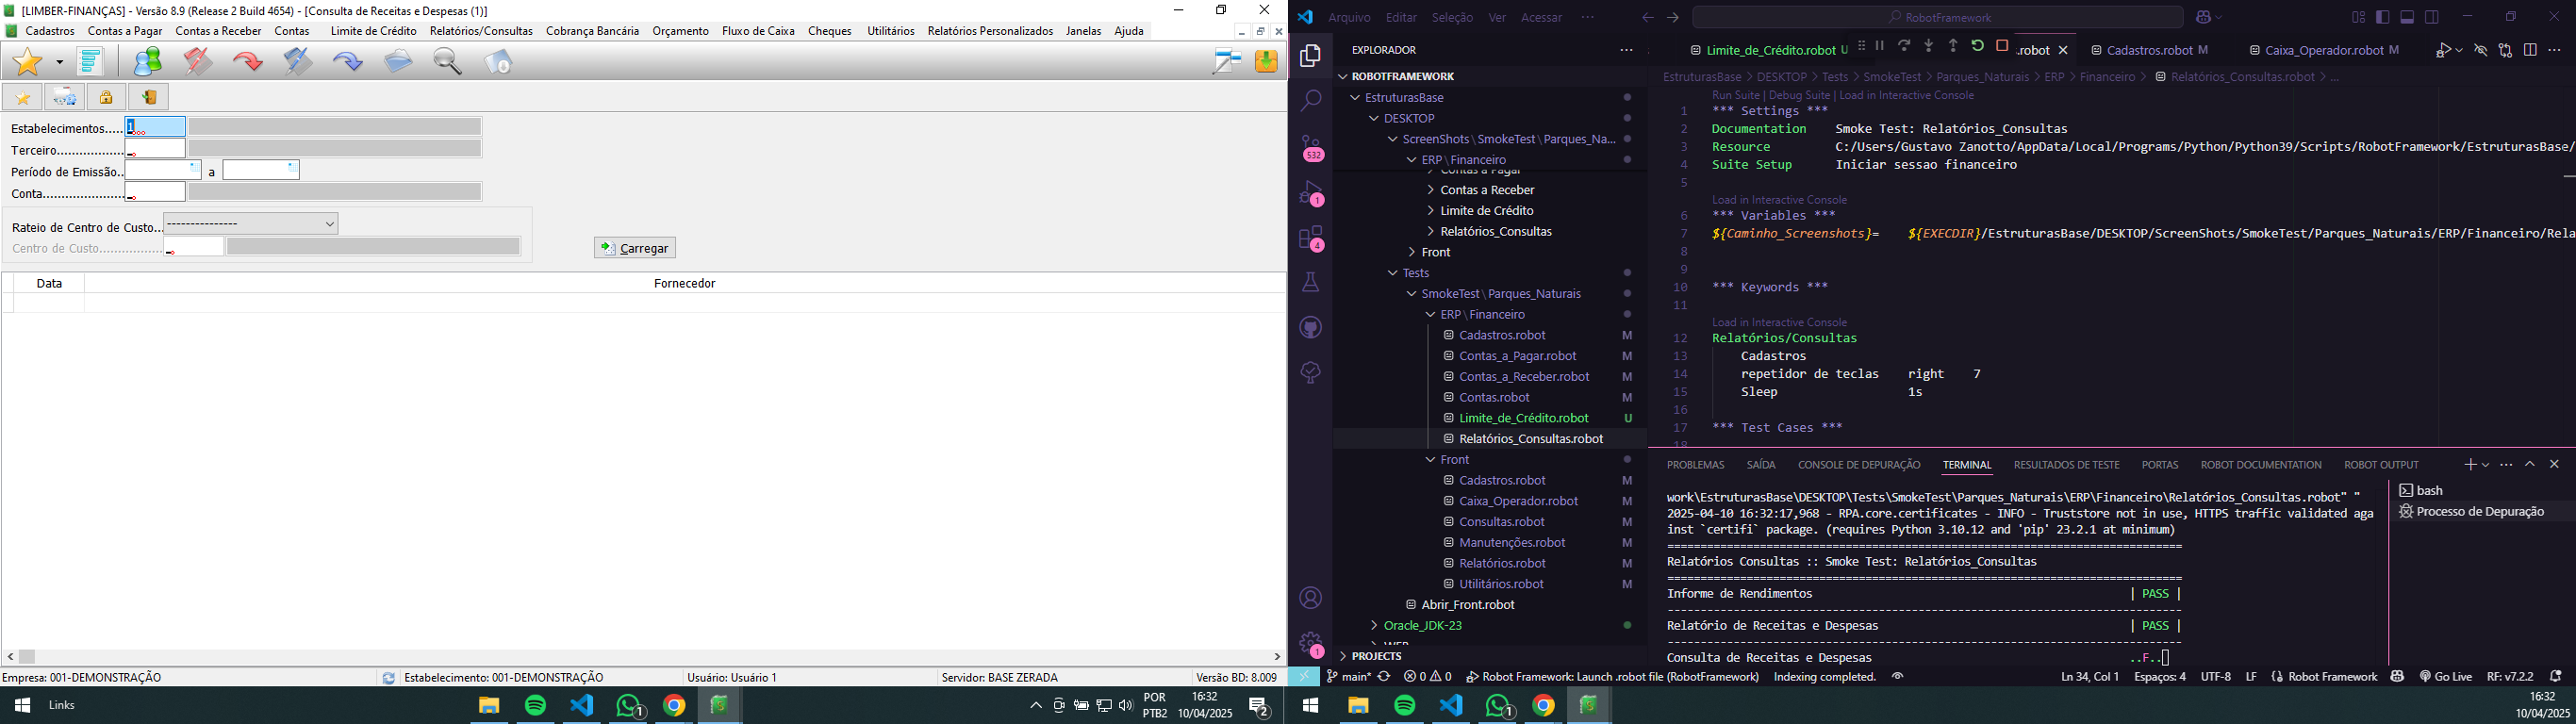 [LIMBER-FINANÇAS] - Versão 8.9 (Release 2 Build 4654) - [Consulta de Receitas e Despesas (1)]
Cadastros Contas a Pagar Contas a Receber Contas Limite de Crédito Relatórios/Consultas Cobrança Bancária Orçamento Fluxo de Caixa Cheques Utilitários Relatórios Personalizados Janelas Ajuda
Estabelecimentos..... 1
Terceiro..................
Período de Emissão.. a
Conta......................
Rateio de Centro de Custo... ---------------
Centro de Custo.................
Carregar
Data Fornecedor
Empresa: 001-DEMONSTRAÇÃO Estabelecimento: 001-DEMONSTRAÇÃO Usuário: Usuário 1 Servidor: BASE ZERADA Versão BD: 8.009
Links 1 POR PTB2 16:32 10/04/2025 2
Arquivo Editar Seleção Ver Acessar ··· RobotFramework
EXPLORADOR ···
ROBOTFRAMEWORK
EstruturasBase
DESKTOP
ScreenShots\SmokeTest\Parques_Na...
ERP\Financeiro
Contas a Pagar
Contas a Receber
Limite de Crédito
Relatórios_Consultas
Front
Tests
SmokeTest\Parques_Naturais
ERP\Financeiro
Cadastros.robot M
Contas_a_Pagar.robot M
Contas_a_Receber.robot M
Contas.robot M
Limite_de_Crédito.robot U
Relatórios_Consultas.robot
Front
Cadastros.robot M
Caixa_Operador.robot M
Consultas.robot M
Manutenções.robot M
Relatórios.robot M
Utilitários.robot M
Abrir_Front.robot
Oracle_JDK-23
PROJECTS
532
1
4
1
Limite_de_Crédito.robot U .robot Cadastros.robot M Caixa_Operador.robot M
EstruturasBase > DESKTOP > Tests > SmokeTest > Parques_Naturais > ERP > Financeiro > Relatórios_Consultas.robot > ...
Run Suite | Debug Suite | Load in Interactive Console
1 *** Settings ***
2 Documentation Smoke Test: Relatórios_Consultas
3 Resource C:/Users/Gustavo Zanotto/AppData/Local/Programs/Python/Python39/Scripts/RobotFramework/EstruturasBase/
4 Suite Setup Iniciar sessao financeiro
5
Load in Interactive Console
6 *** Variables ***
7 ${Caminho_Screenshots}= ${EXECDIR}/EstruturasBase/DESKTOP/ScreenShots/SmokeTest/Parques_Naturais/ERP/Financeiro/Rela
8
9
10 *** Keywords ***
11
Load in Interactive Console
12 Relatórios/Consultas
13 Cadastros
14 repetidor de teclas right 7
15 Sleep 1s
16
17 *** Test Cases ***
18
PROBLEMAS SAÍDA CONSOLE DE DEPURAÇÃO TERMINAL RESULTADOS DE TESTE PORTAS ROBOT DOCUMENTATION ROBOT OUTPUT
work\EstruturasBase\DESKTOP\Tests\SmokeTest\Parques_Naturais\ERP\Financeiro\Relatórios_Consultas.robot" "
2025-04-10 16:32:17,968 - RPA.core.certificates - INFO - Truststore not in use, HTTPS traffic validated aga
inst `certifi` package. (requires Python 3.10.12 and 'pip' 23.2.1 at minimum)
==============================================================================
Relatórios Consultas :: Smoke Test: Relatórios_Consultas
==============================================================================
Informe de Rendimentos | PASS |
------------------------------------------------------------------------------
Relatório de Receitas e Despesas | PASS |
------------------------------------------------------------------------------
Consulta de Receitas e Despesas ..F..
bash
Processo de Depuração
main* 0 0 Robot Framework: Launch .robot file (RobotFramework) Indexing completed. Ln 34, Col 1 Espaços: 4 UTF-8 LF Robot Framework Go Live RF: v7.2.2
1 16:32 10/04/2025